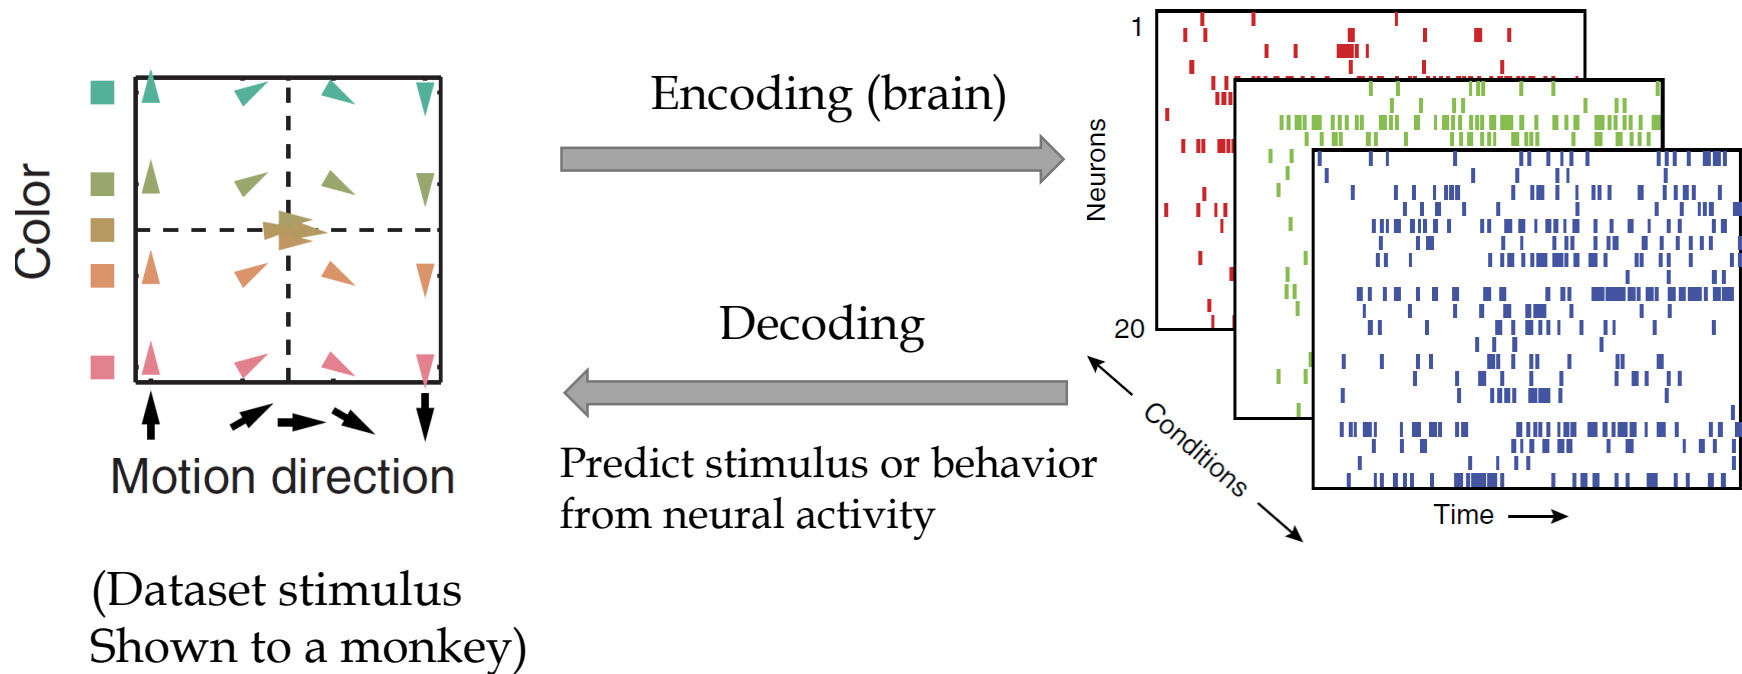 Color
Motion direction
(Dataset stimulus
Shown to a monkey)
Encoding (brain)
Decoding
Predict stimulus or behavior
from neural activity
1
Neurons
20
Conditions
Time